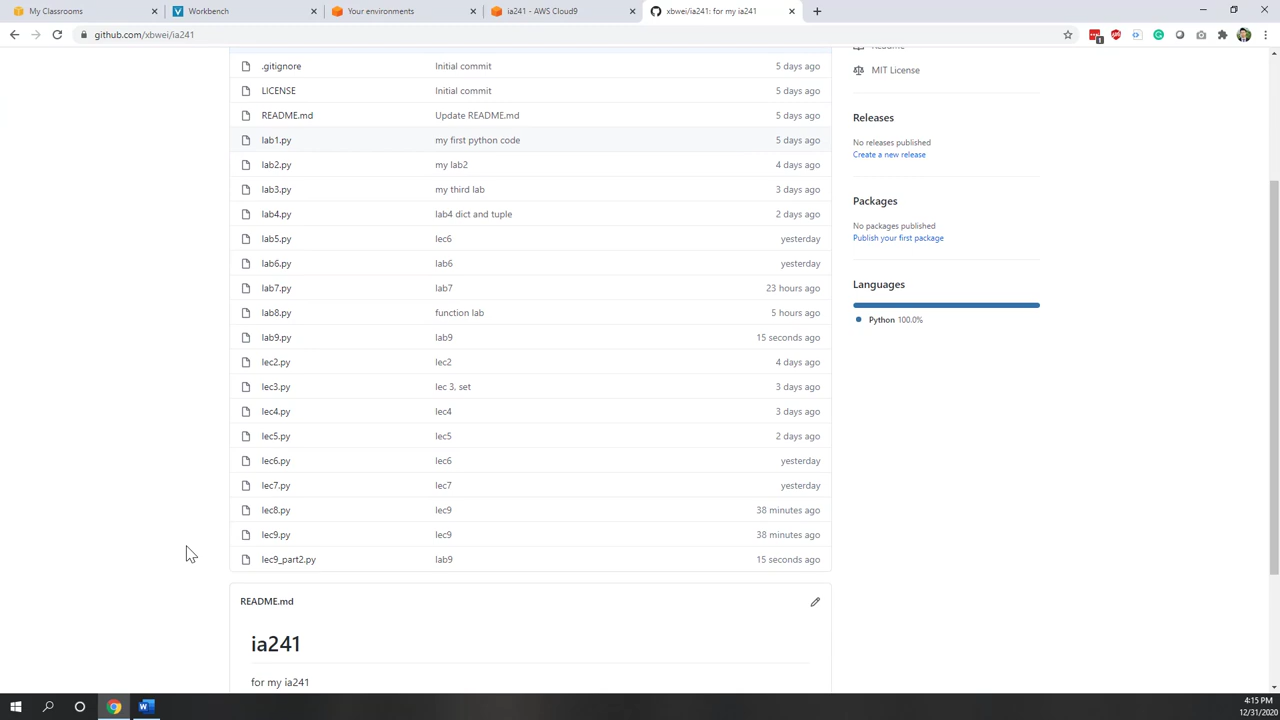 My Classrooms
Workbench
Your environments
ia241 - AWS Cloud9
xbwei/ia241: for my ia241
github.com/xbwei/ia241
1
.gitignore Initial commit 5 days ago
LICENSE Initial commit 5 days ago
README.md Update README.md 5 days ago
lab1.py my first python code 5 days ago
lab2.py my lab2 4 days ago
lab3.py my third lab 3 days ago
lab4.py lab4 dict and tuple 2 days ago
lab5.py lec6 yesterday
lab6.py lab6 yesterday
lab7.py lab7 23 hours ago
lab8.py function lab 5 hours ago
lab9.py lab9 15 seconds ago
lec2.py lec2 4 days ago
lec3.py lec 3, set 3 days ago
lec4.py lec4 3 days ago
lec5.py lec5 2 days ago
lec6.py lec6 yesterday
lec7.py lec7 yesterday
lec8.py lec9 38 minutes ago
lec9.py lec9 38 minutes ago
lec9_part2.py lab9 15 seconds ago
README.md
ia241
for my ia241
Readme
MIT License
Releases
No releases published
Create a new release
Packages
No packages published
Publish your first package
Languages
Python 100.0%
4:15 PM
12/31/2020